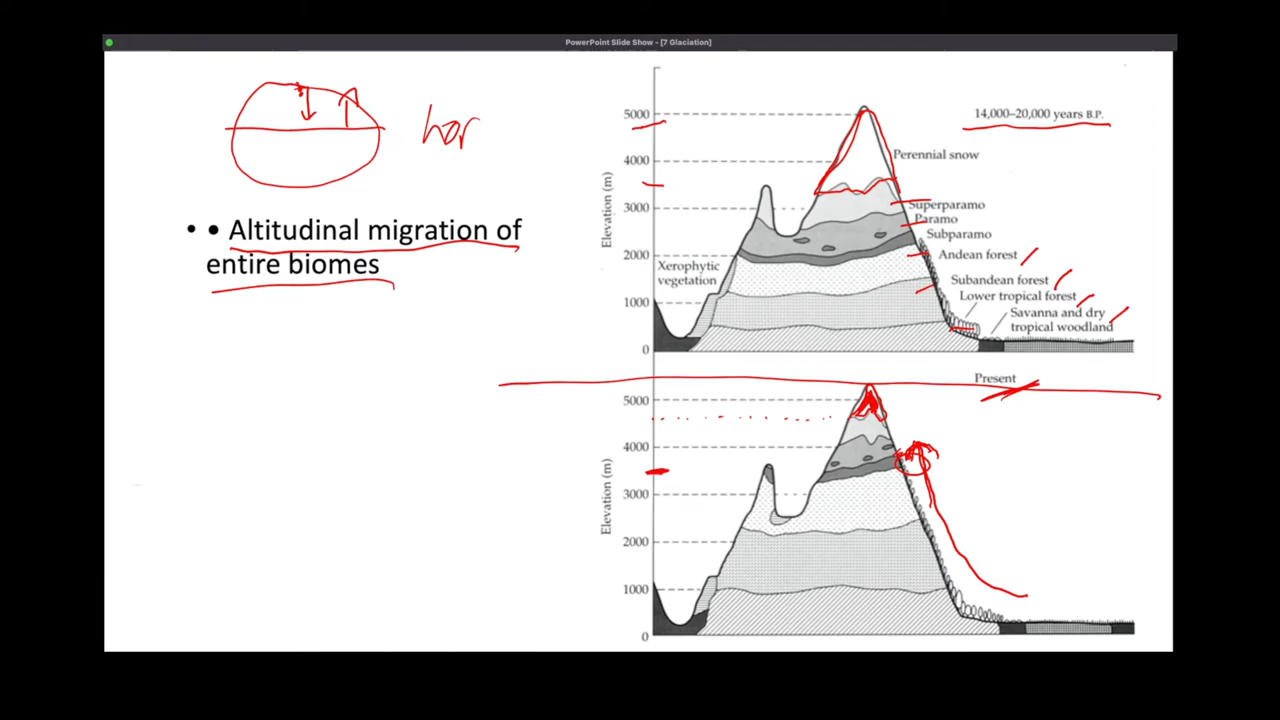 PowerPoint Slide Show - [7 Glaciation]
hor
• • Altitudinal migration of
entire biomes
Elevation (m)
5000
4000
3000
2000
1000
0
14,000–20,000 years B.P.
Perennial snow
Superparamo
Paramo
Subparamo
Andean forest
Subandean forest
Lower tropical forest
Savanna and dry
tropical woodland
Xerophytic
vegetation
Present
Elevation (m)
5000
4000
3000
2000
1000
0